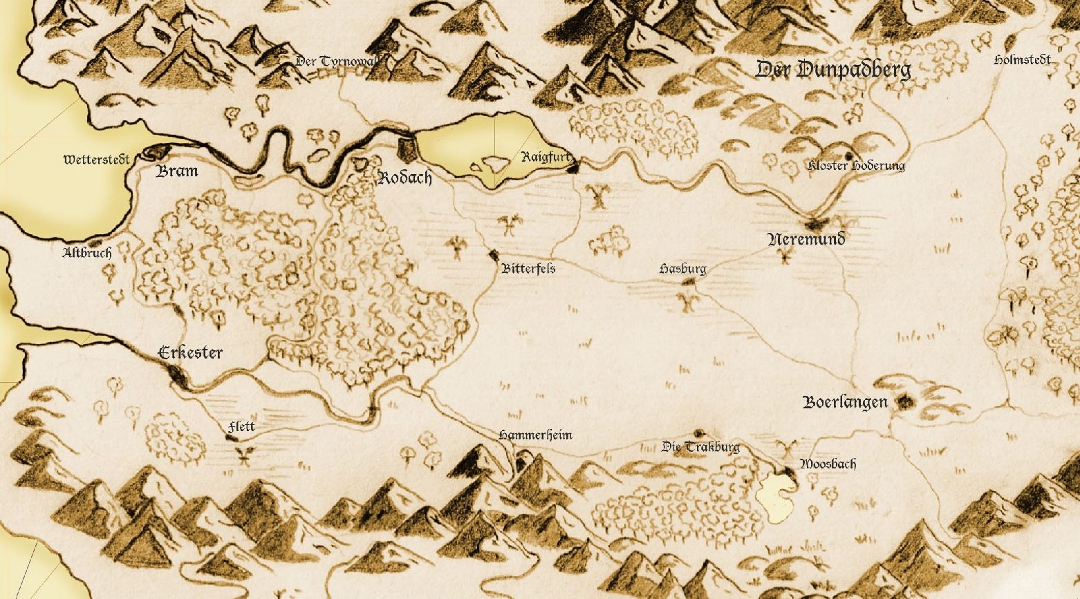 Der Tyrnowal
Der Dunpadberg
Holmstedt
Wetterstedt
Bram
Rodach
Raigfurt
Kloster Hoderung
Altbruch
Neremund
Bitterfels
Hasburg
Erkester
Boerlangen
Flett
Hammerheim
Die Trakburg
Moosbach